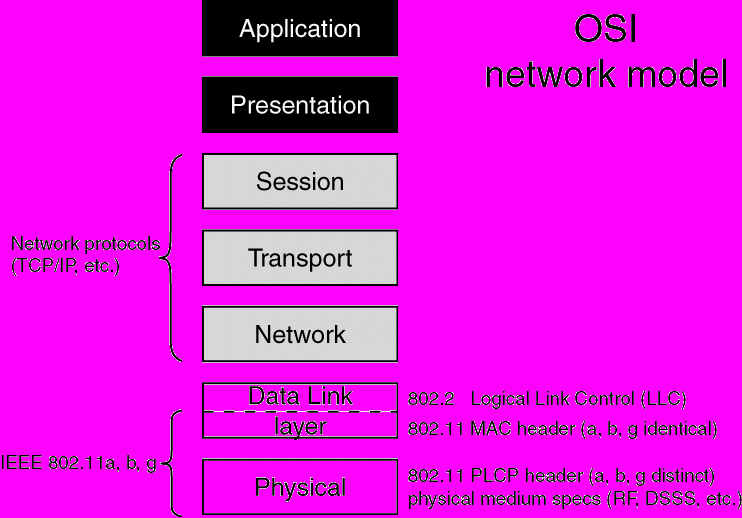 Application
OSI
network model
Presentation
Session
Network protocols
(TCP/IP, etc.)
Transport
Network
Data Link
802.2 Logical Link Control (LLC)
layer
802.11 MAC header (a, b, g identical)
IEEE 802.11a, b, g
Physical
802.11 PLCP header (a, b, g distinct)
physical medium specs (RF, DSSS, etc.)